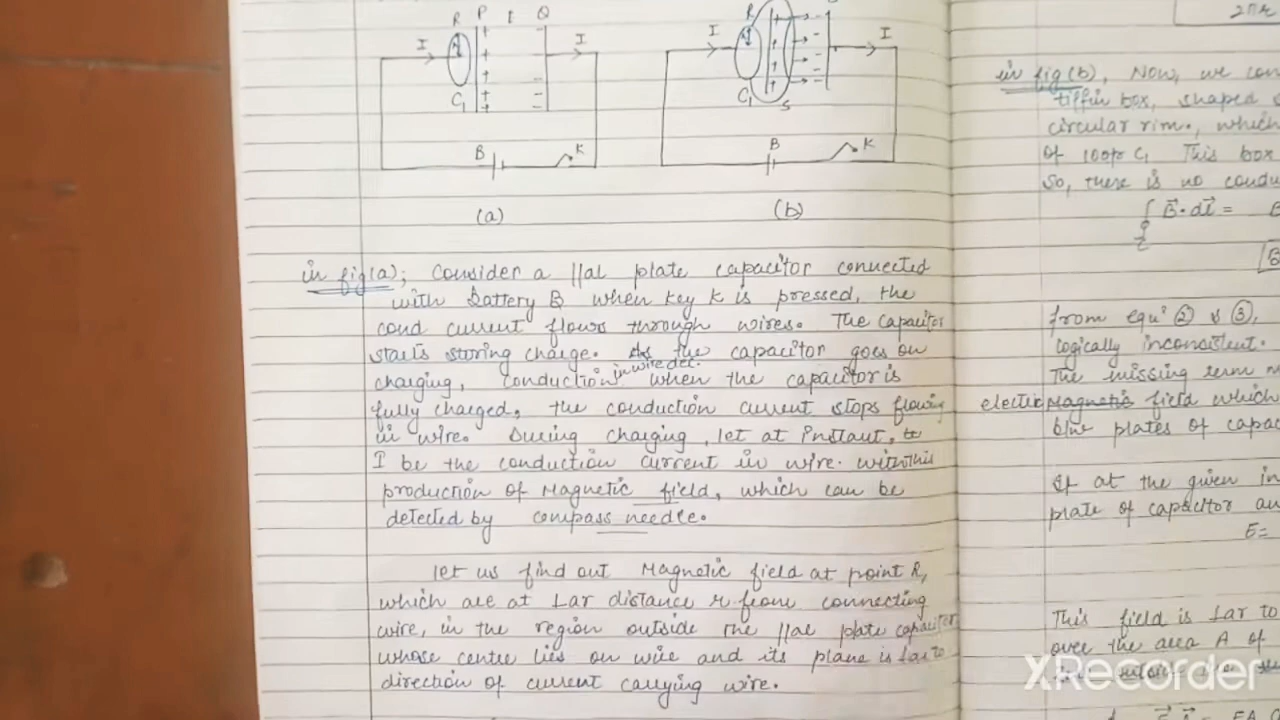 R P E Q
I I
C1
B K
(a)
R
I I
C1 S
B K
(b)
in fig(a); Consider a ||al plate capacitor connected
with battery B when key K is pressed, the
cond current flows through wires. The capacitor
starts storing charge. As the capacitor goes on
in wire dec.
charging, conduction when the capacitor is
fully charged, the conduction current stops flowing
in wire. During charging, let at instant, t
I be the conduction current in wire. within this
production of Magnetic field, which can be
detected by compass needle.
let us find out Magnetic field at point R,
which are at ⊥ar distance r from connecting
wire, in the region outside the ||al plate capacitor
whose centre lies on wire and its plane is ⊥ar to
direction of current carrying wire.
2πr
in fig(b), Now, we con
tiffin box, shaped s
circular rim., which
of loop C1 This box
So, there is no condu
∮ B⃗·dl⃗ =
from equⁿ ② & ③,
logically inconsistent.
The missing term m
electric Magnetic field which
b/w plates of capac
If at the given in
plate of capacitor an
E=
This field is ⊥ar to
over the area A of
XRecorder